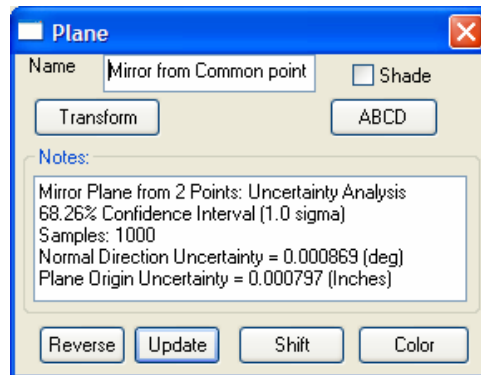 Plane
Name Mirror from Common point Shade
Transform ABCD
Notes:
Mirror Plane from 2 Points: Uncertainty Analysis
68.26% Confidence Interval (1.0 sigma)
Samples: 1000
Normal Direction Uncertainty = 0.000869 (deg)
Plane Origin Uncertainty = 0.000797 (Inches)
Reverse Update Shift Color